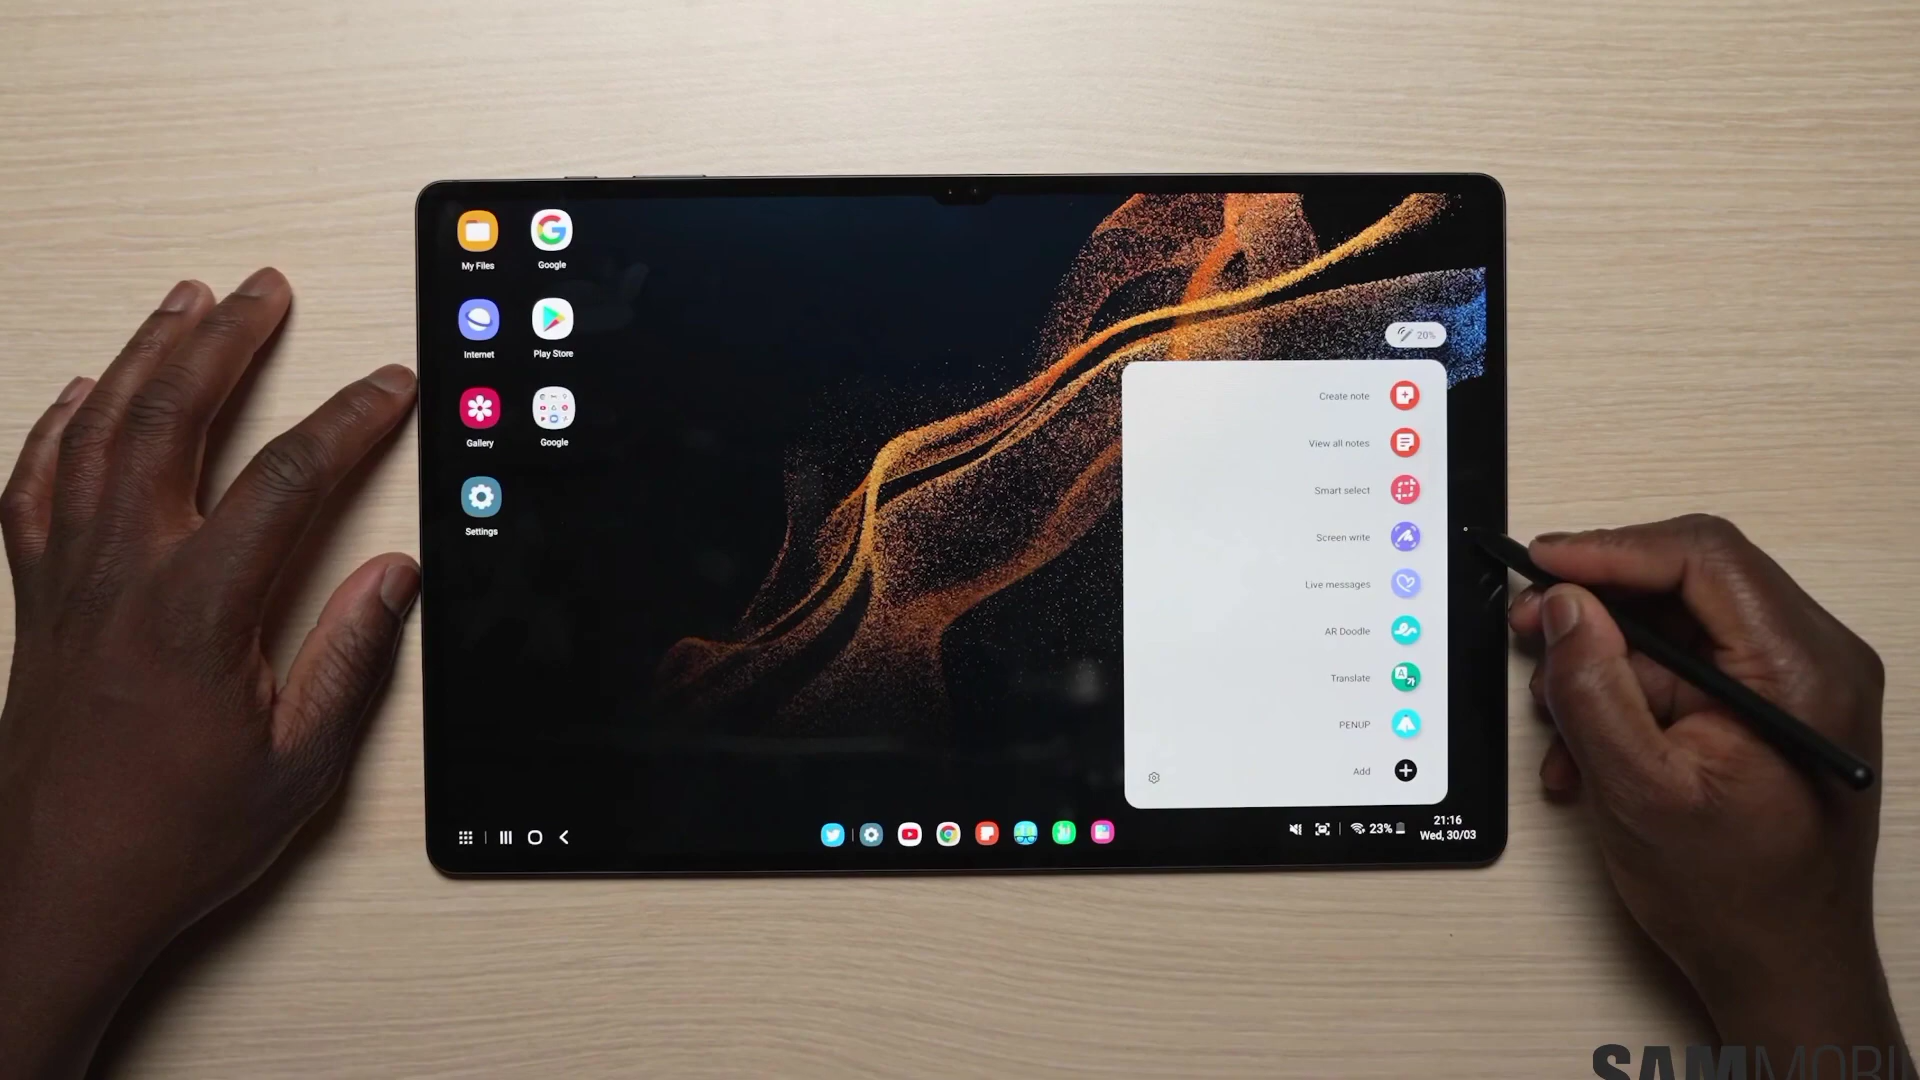 My Files
Google
Internet
Play Store
Gallery
Google
Settings
20%
Create note
View all notes
Smart select
Screen write
Live messages
AR Doodle
Translate
PENUP
Add
23%
21:16
Wed, 30/03
SAMMOBI